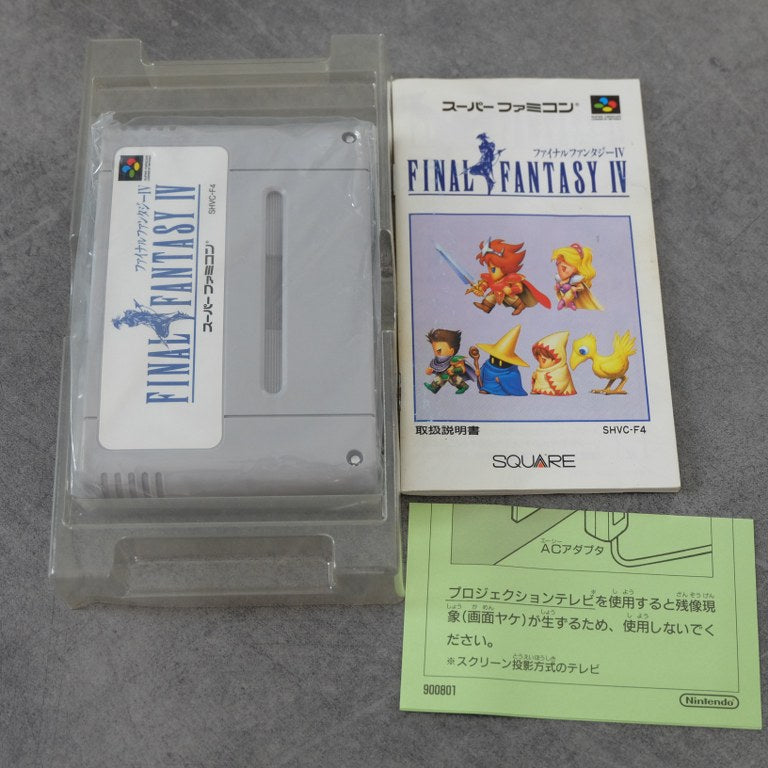 ファイナルファンタジーIV
FINAL FANTASY IV
スーパーファミコン
SHVC-F4
スーパーファミコン
ファイナルファンタジーIV
FINAL FANTASY IV
取扱説明書
SHVC-F4
SQUARE
エーシー
ACアダプタ
プロジェクションテレビを使用すると残像現
象(画面ヤケ)が生ずるため、使用しないでく
ださい。
※スクリーン投影方式のテレビ
900801
Nintendo